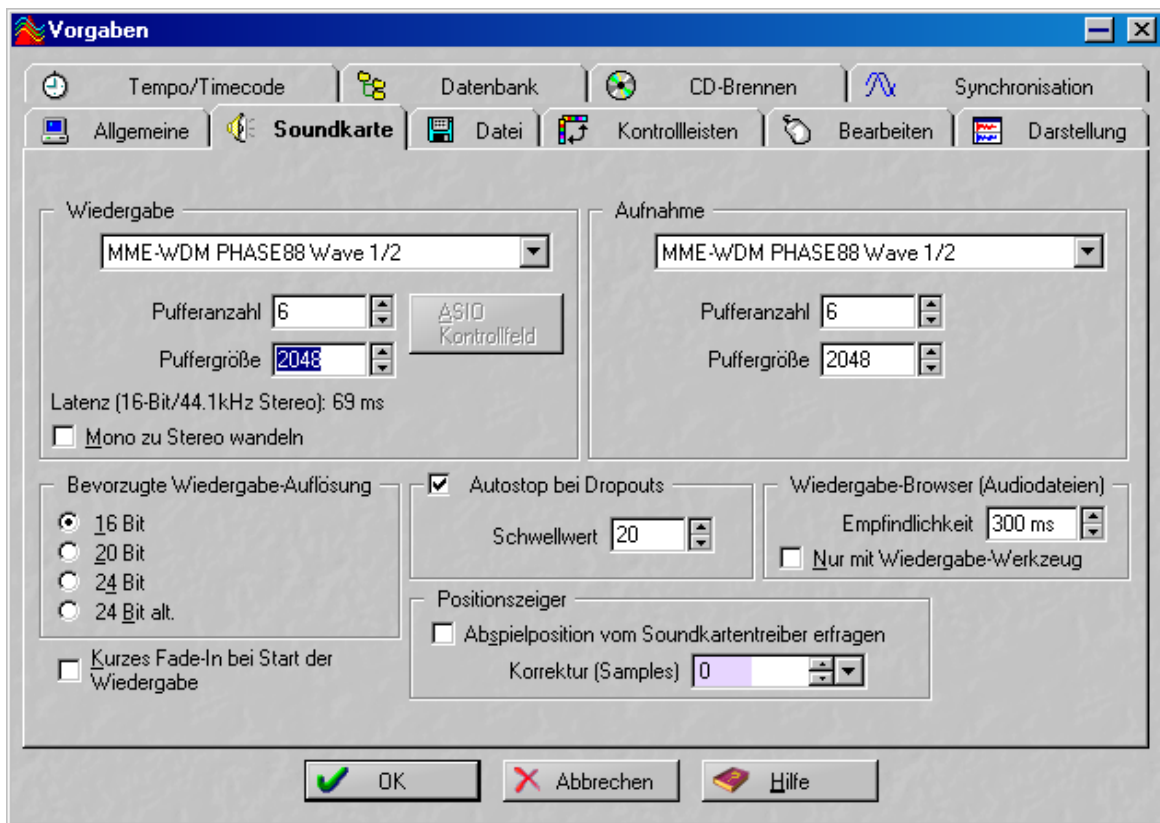 Vorgaben
Tempo/Timecode
Datenbank
CD-Brennen
Synchronisation
Allgemeine
Soundkarte
Datei
Kontrolleisten
Bearbeiten
Darstellung
Wiedergabe
MME-WDM PHASE88 Wave 1/2
Pufferanzahl 6
ASIO
Kontrollfeld
Puffergröße 2048
Latenz (16-Bit/44.1kHz Stereo): 69 ms
Mono zu Stereo wandeln
Aufnahme
MME-WDM PHASE88 Wave 1/2
Pufferanzahl 6
Puffergröße 2048
Bevorzugte Wiedergabe-Auflösung
16 Bit
20 Bit
24 Bit
24 Bit alt.
Kurzes Fade-In bei Start der
Wiedergabe
Autostop bei Dropouts
Schwellwert 20
Wiedergabe-Browser (Audiodateien)
Empfindlichkeit 300 ms
Nur mit Wiedergabe-Werkzeug
Positionszeiger
Abspielposition vom Soundkartentreiber erfragen
Korrektur (Samples) 0
OK
Abbrechen
Hilfe